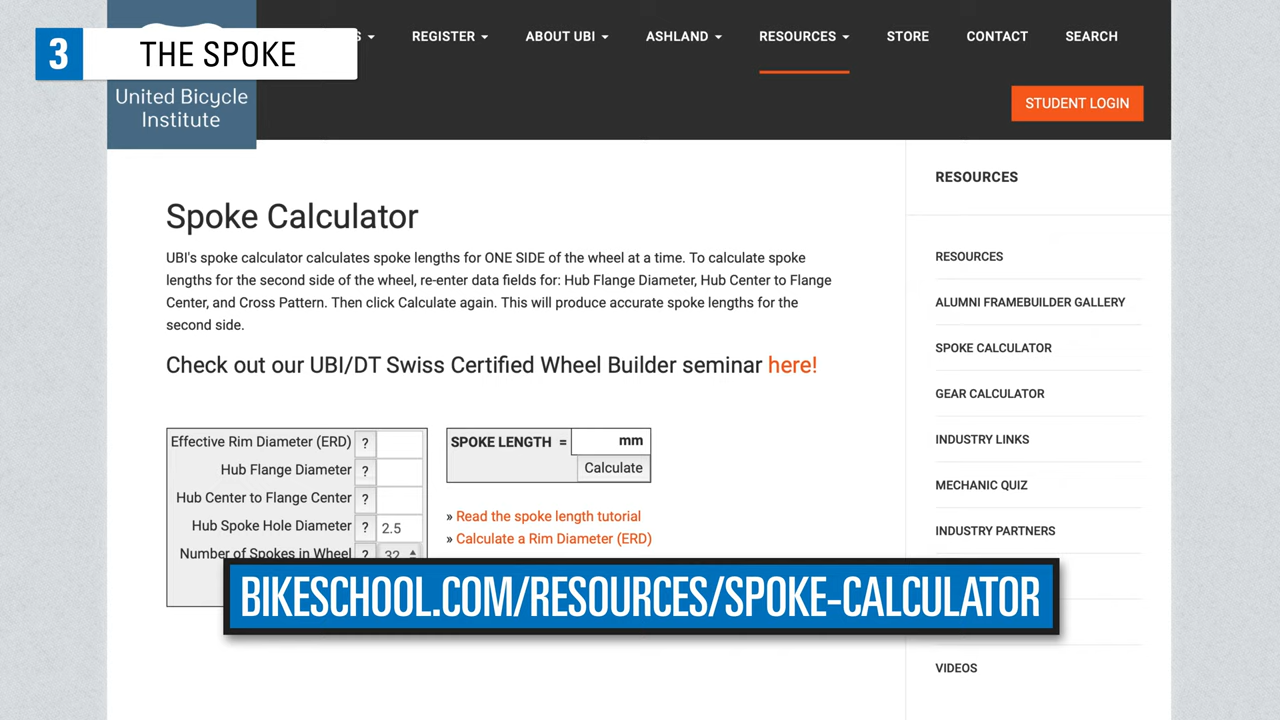 3 THE SPOKE
S
REGISTER
ABOUT UBI
ASHLAND
RESOURCES
STORE
CONTACT
SEARCH
United Bicycle
Institute
STUDENT LOGIN
Spoke Calculator
UBI's spoke calculator calculates spoke lengths for ONE SIDE of the wheel at a time. To calculate spoke
lengths for the second side of the wheel, re-enter data fields for: Hub Flange Diameter, Hub Center to Flange
Center, and Cross Pattern. Then click Calculate again. This will produce accurate spoke lengths for the
second side.
Check out our UBI/DT Swiss Certified Wheel Builder seminar here!
Effective Rim Diameter (ERD) ?
Hub Flange Diameter ?
Hub Center to Flange Center ?
Hub Spoke Hole Diameter ? 2.5
Number of Spokes in Wheel ? 32
SPOKE LENGTH = mm
Calculate
» Read the spoke length tutorial
» Calculate a Rim Diameter (ERD)
RESOURCES
RESOURCES
ALUMNI FRAMEBUILDER GALLERY
SPOKE CALCULATOR
GEAR CALCULATOR
INDUSTRY LINKS
MECHANIC QUIZ
INDUSTRY PARTNERS
VIDEOS
BIKESCHOOL.COM/RESOURCES/SPOKE-CALCULATOR